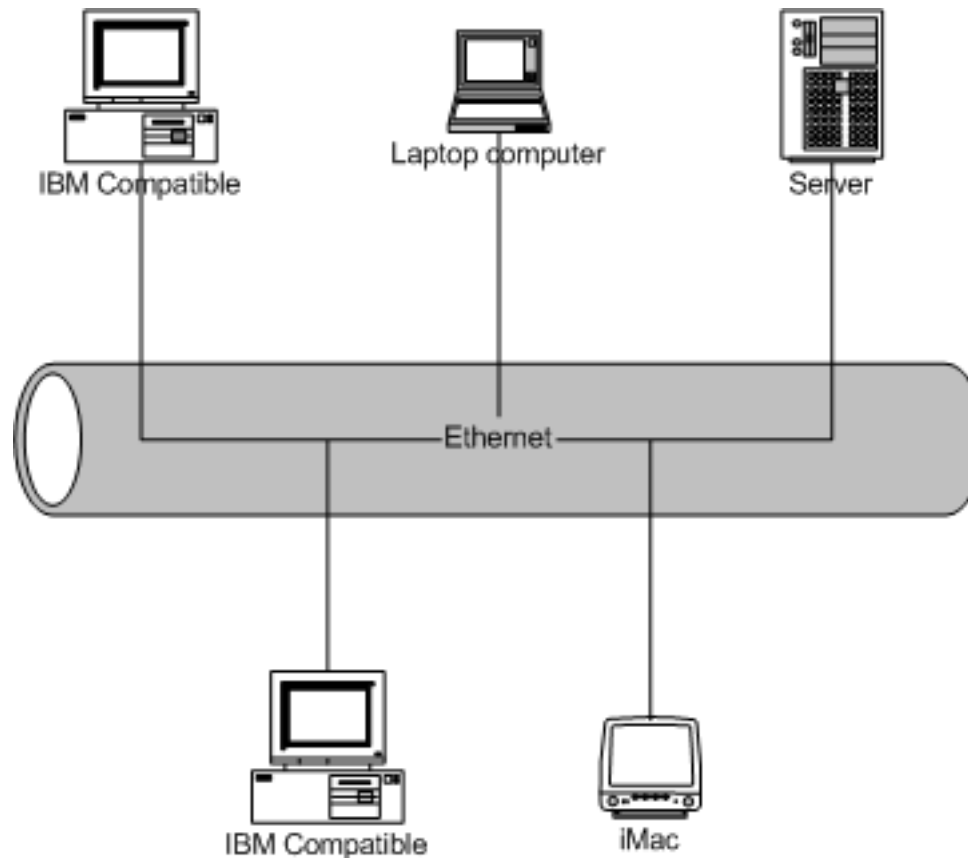 Laptop computer
IBM Compatible
Server
Ethernet
IBM Compatible
iMac